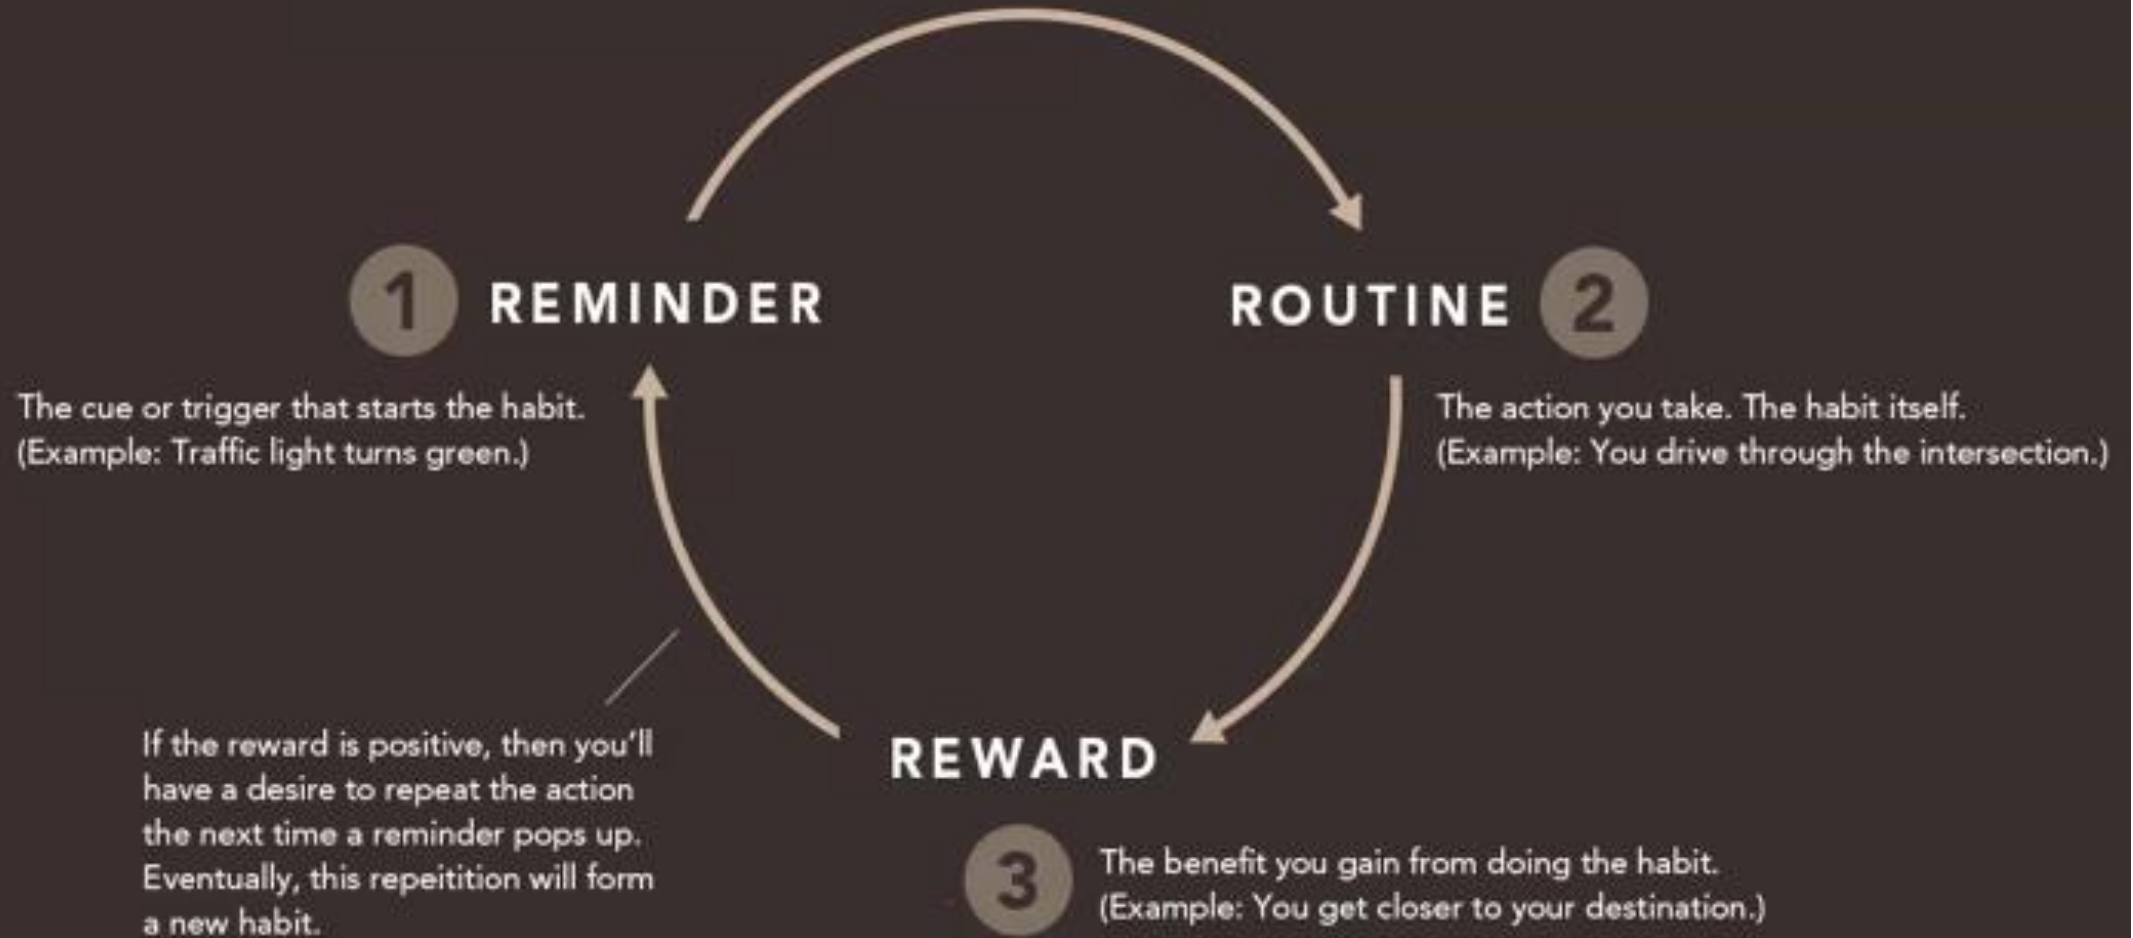 1 REMINDER
The cue or trigger that starts the habit.
(Example: Traffic light turns green.)
ROUTINE 2
The action you take. The habit itself.
(Example: You drive through the intersection.)
REWARD
3
The benefit you gain from doing the habit.
(Example: You get closer to your destination.)
If the reward is positive, then you'll
have a desire to repeat the action
the next time a reminder pops up.
Eventually, this repeitition will form
a new habit.